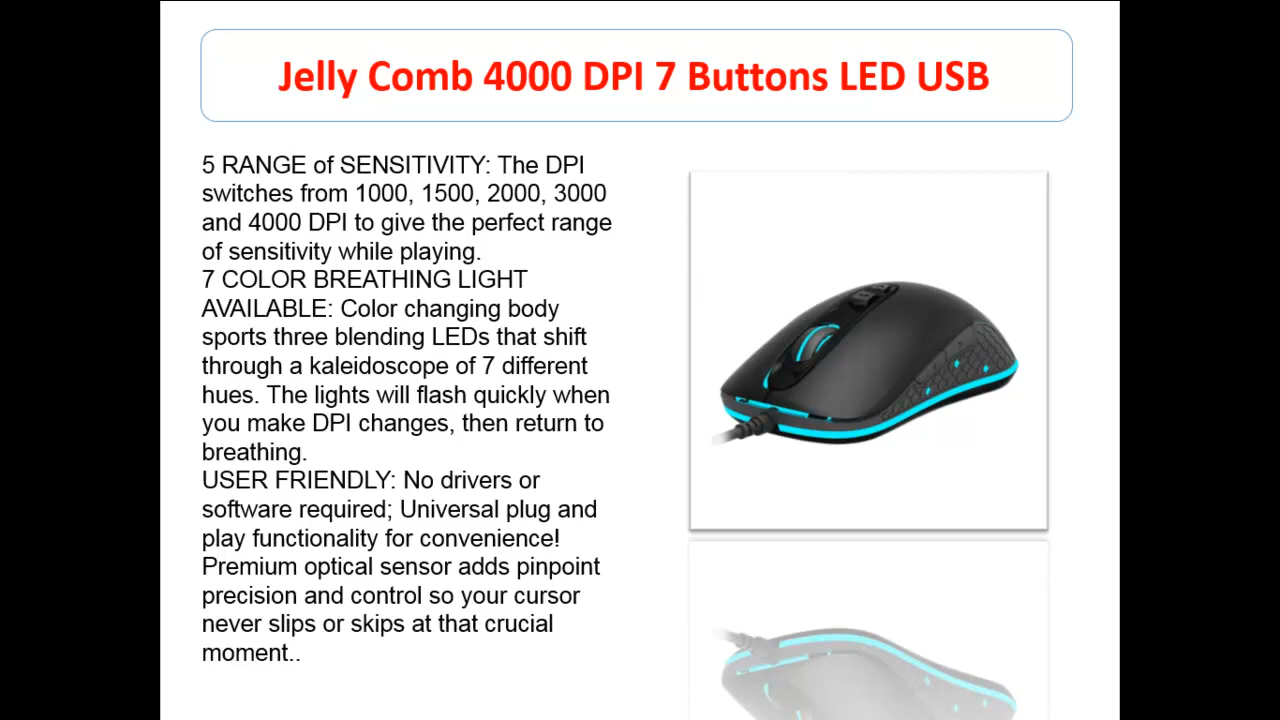 Jelly Comb 4000 DPI 7 Buttons LED USB
5 RANGE of SENSITIVITY: The DPI
switches from 1000, 1500, 2000, 3000
and 4000 DPI to give the perfect range
of sensitivity while playing.
7 COLOR BREATHING LIGHT
AVAILABLE: Color changing body
sports three blending LEDs that shift
through a kaleidoscope of 7 different
hues. The lights will flash quickly when
you make DPI changes, then return to
breathing.
USER FRIENDLY: No drivers or
software required; Universal plug and
play functionality for convenience!
Premium optical sensor adds pinpoint
precision and control so your cursor
never slips or skips at that crucial
moment..